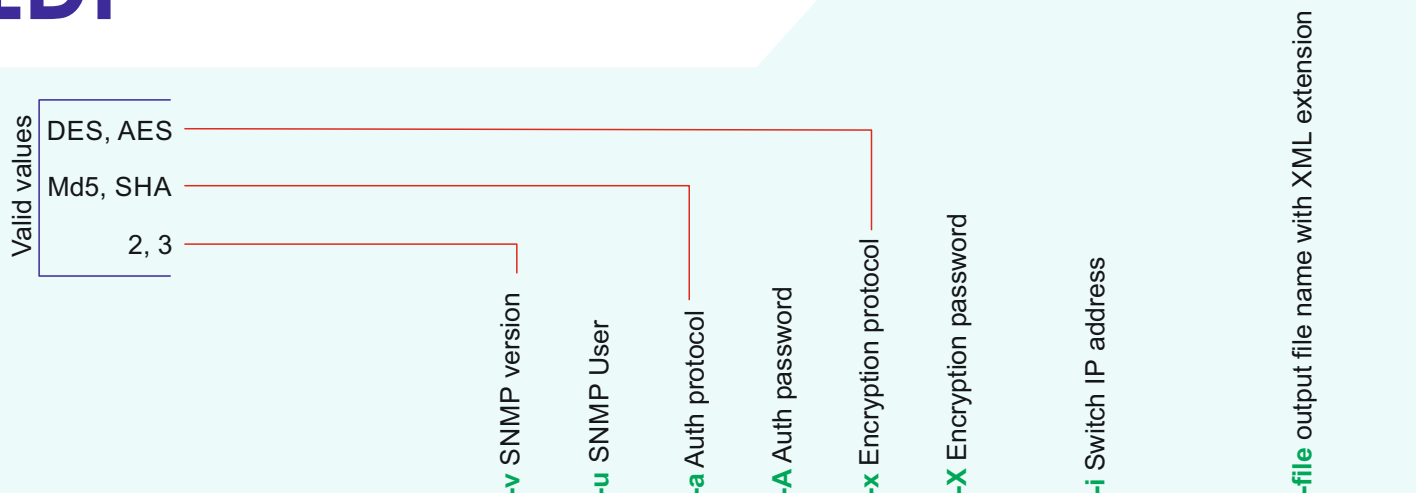 Valid values
DES, AES
Md5, SHA
2, 3
-v SNMP version
-u SNMP User
-a Auth protocol
-A Auth password
-x Encryption protocol
-X Encryption password
-i Switch IP address
-file output file name with XML extension